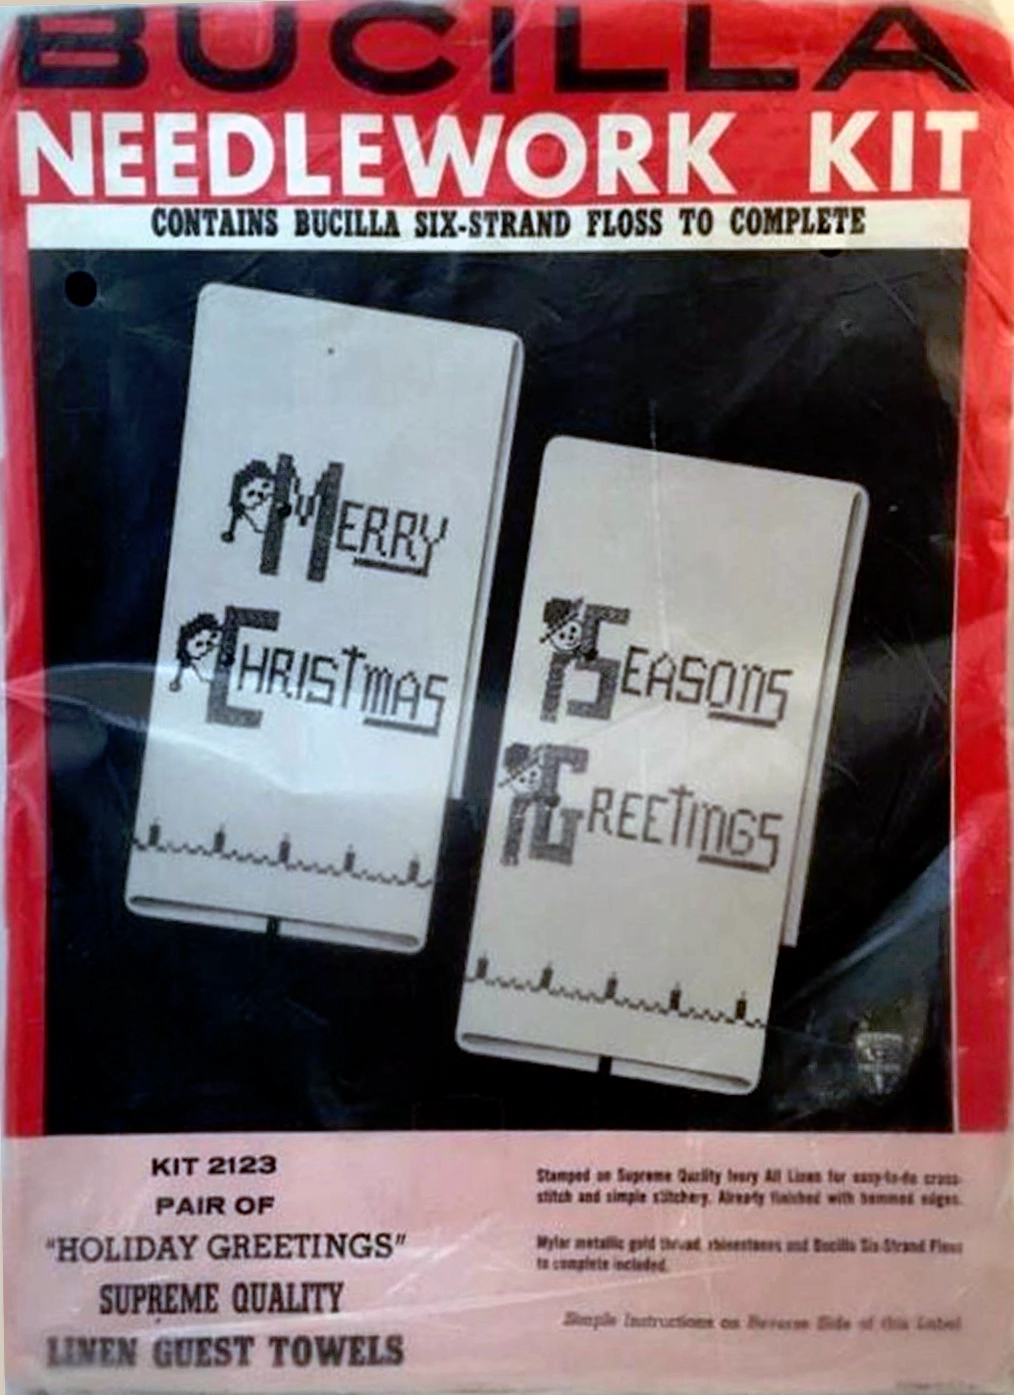 BUCILLA
NEEDLEWORK KIT
CONTAINS BUCILLA SIX-STRAND FLOSS TO COMPLETE
MERRY
CHRISTMAS
SEASONS
GREETINGS
KIT 2123
PAIR OF
"HOLIDAY GREETINGS"
SUPREME QUALITY
LINEN GUEST TOWELS
Stamped on Supreme Quality Ivory All Linen for easy-to-do cross-
stitch and simple stitchery. Already finished with hemmed edges.
Mylar metallic gold thread, rhinestones and Bucilla Six-Strand Floss
to complete included.
Simple Instructions on Reverse Side of this Label